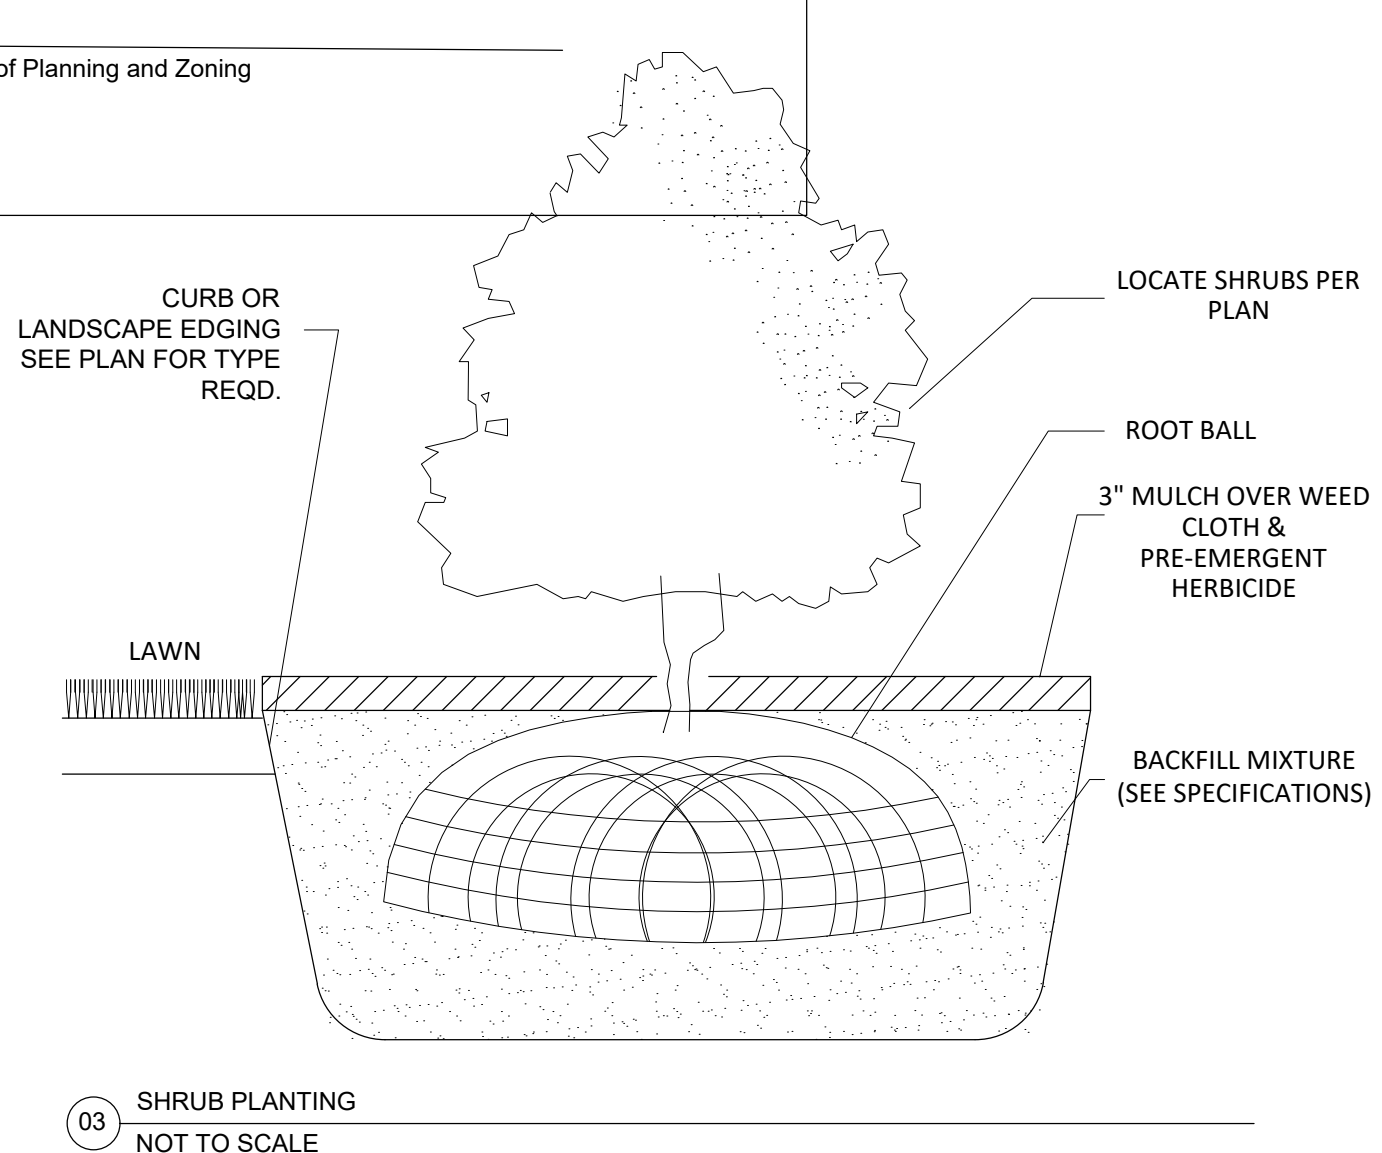 of Planning and Zoning
CURB OR
LANDSCAPE EDGING
SEE PLAN FOR TYPE
REQD.
LOCATE SHRUBS PER
PLAN
ROOT BALL
3" MULCH OVER WEED
CLOTH &
PRE-EMERGENT
HERBICIDE
LAWN
BACKFILL MIXTURE
(SEE SPECIFICATIONS)
03
SHRUB PLANTING
NOT TO SCALE